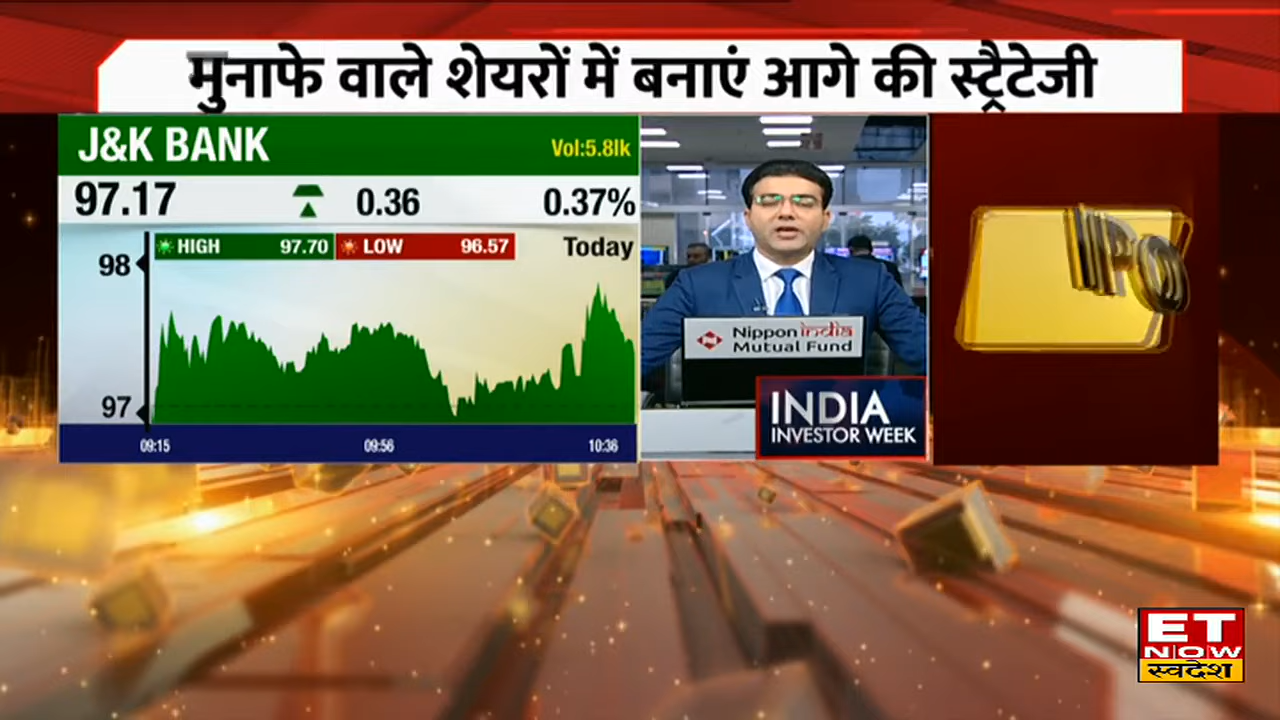 मुनाफे वाले शेयरों में बनाएं आगे की स्ट्रैटेजी
J&K BANK
Vol:5.8lk
97.17
0.36
0.37%
HIGH 97.70
LOW 96.57
Today
98
97
09:15
09:56
10:36
Nippon india
Mutual Fund
INDIA
INVESTOR WEEK
IPO
ET
NOW
स्वदेश